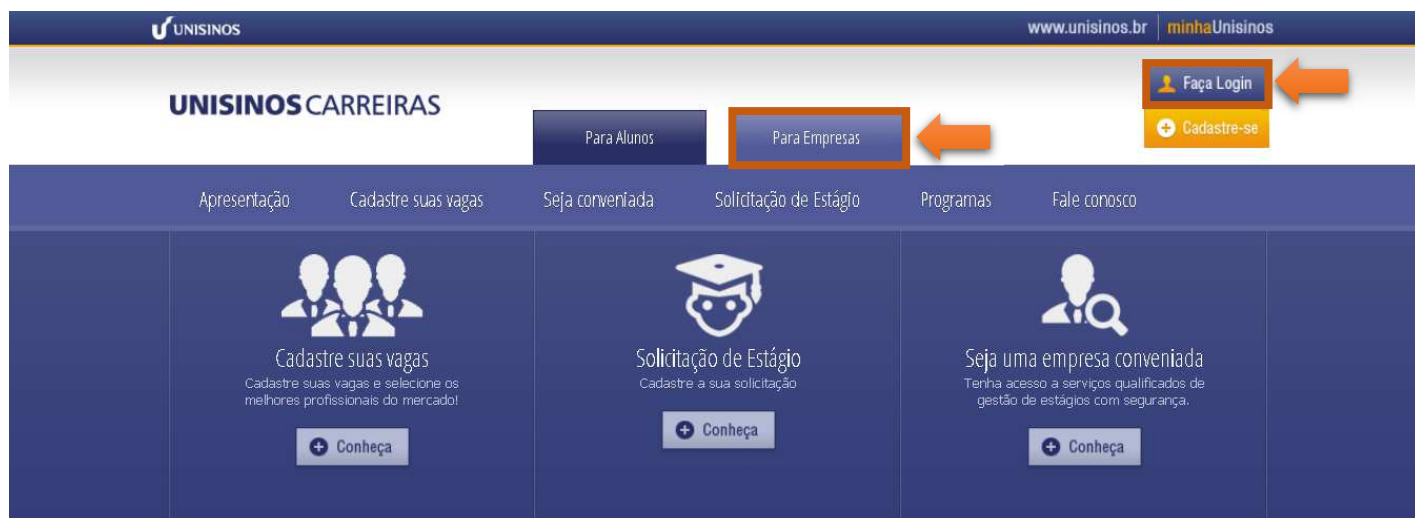 UNISINOS
www.unisinos.br minhaUnisinos
Faça Login
UNISINOS CARREIRAS
Cadastre-se
Para Alunos
Para Empresas
Apresentação
Cadastre suas vagas
Seja conveniada
Solicitação de Estágio
Programas
Fale conosco
Cadastre suas vagas
Cadastre suas vagas e selecione os
melhores profissionais do mercado!
Conheça
Solicitação de Estágio
Cadastre a sua solicitação
Conheça
Seja uma empresa conveniada
Tenha acesso a serviços qualificados de
gestão de estágios com segurança.
Conheça